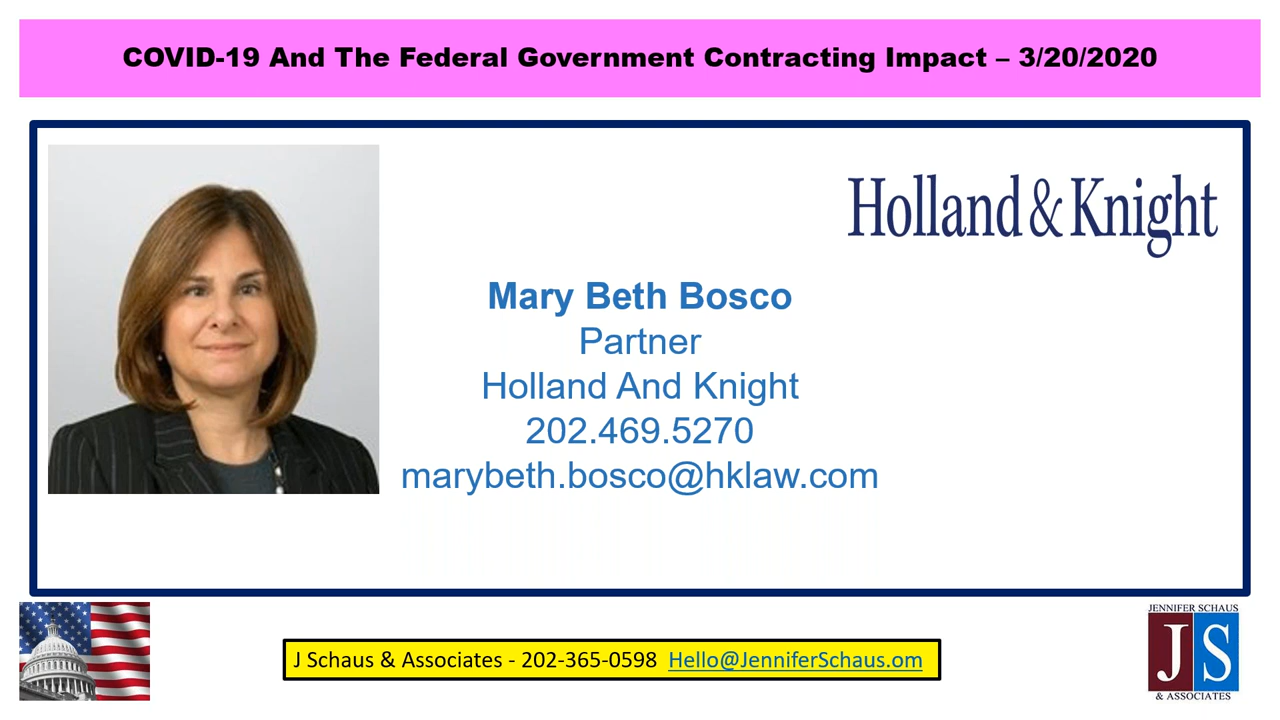 COVID-19 And The Federal Government Contracting Impact – 3/20/2020
Holland & Knight
Mary Beth Bosco
Partner
Holland And Knight
202.469.5270
marybeth.bosco@hklaw.com
J Schaus & Associates - 202-365-0598 Hello@JenniferSchaus.om
JENNIFER SCHAUS
JS
& ASSOCIATES